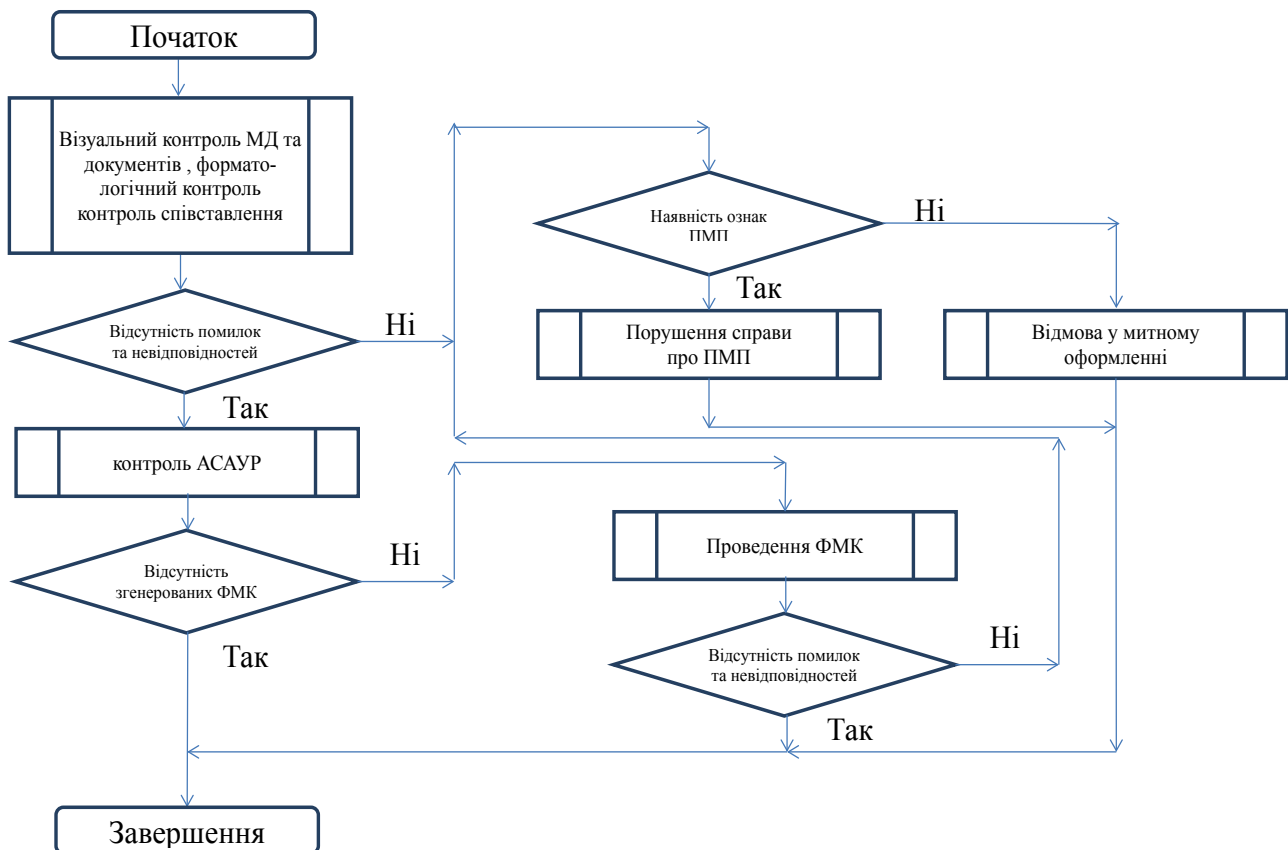 Початок
Візуальний контроль МД та
документів , формато-
логічний контроль
контроль співставлення
Відсутність помилок
та невідповідностей
Ні
Так
контроль АСАУР
Відсутність
згенерованих ФМК
Ні
Так
Завершення
Наявність ознак
ПМП
Ні
Так
Порушення справи
про ПМП
Відмова у митному
оформленні
Проведення ФМК
Відсутність помилок
та невідповідностей
Ні
Так